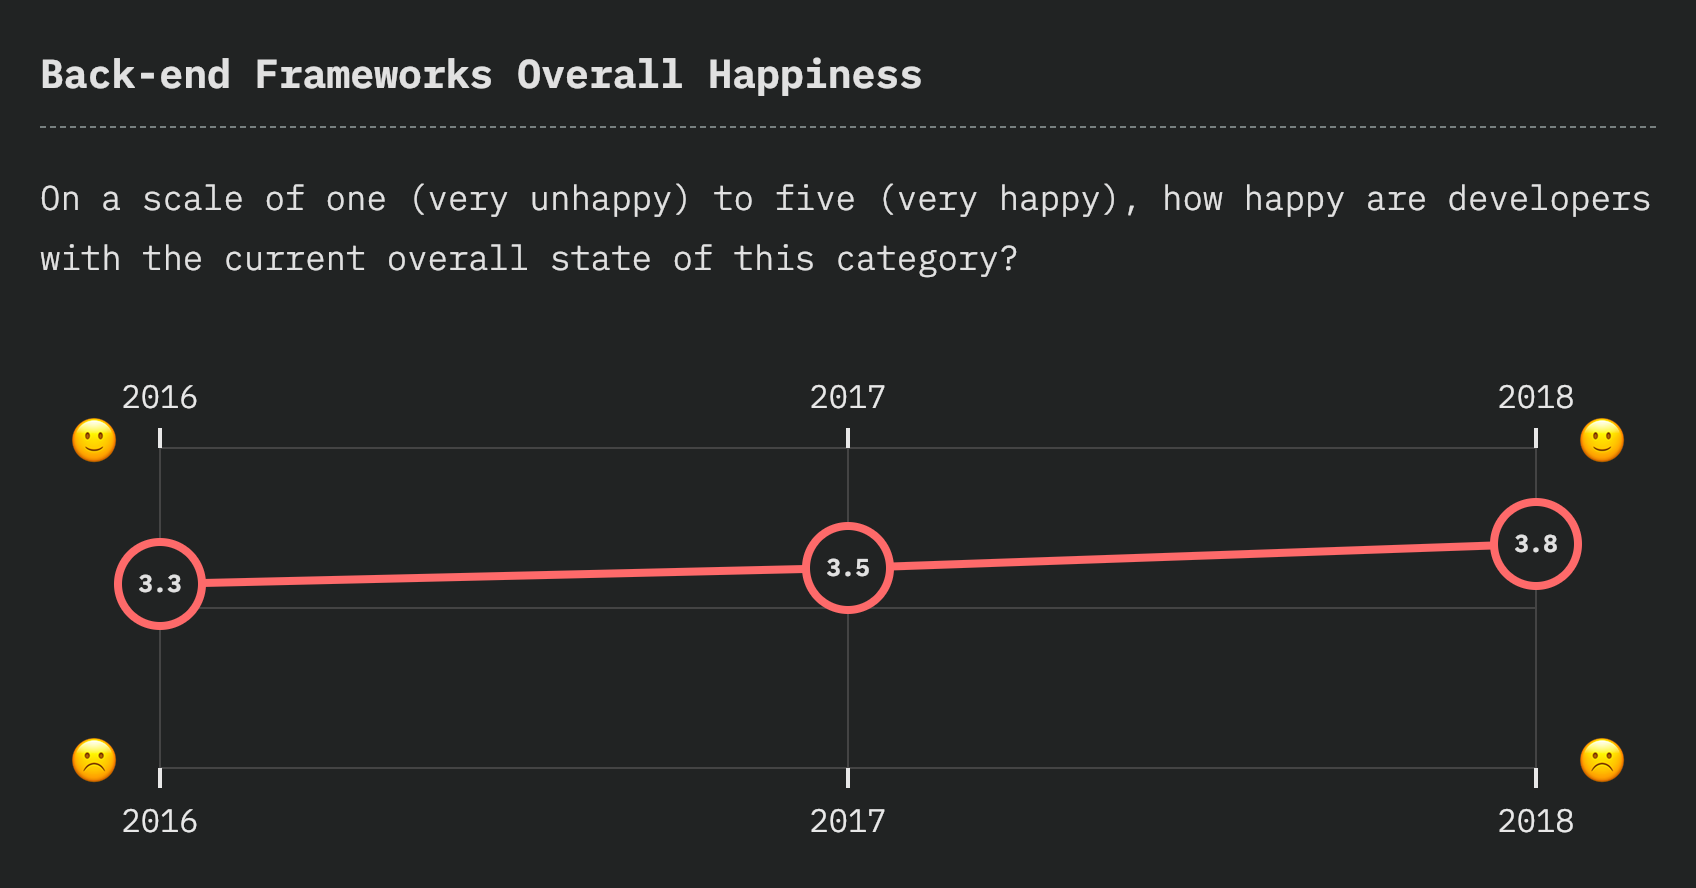 Back-end Frameworks Overall Happiness
On a scale of one (very unhappy) to five (very happy), how happy are developers
with the current overall state of this category?
2016 2017 2018
3.3 3.5 3.8
2016 2017 2018